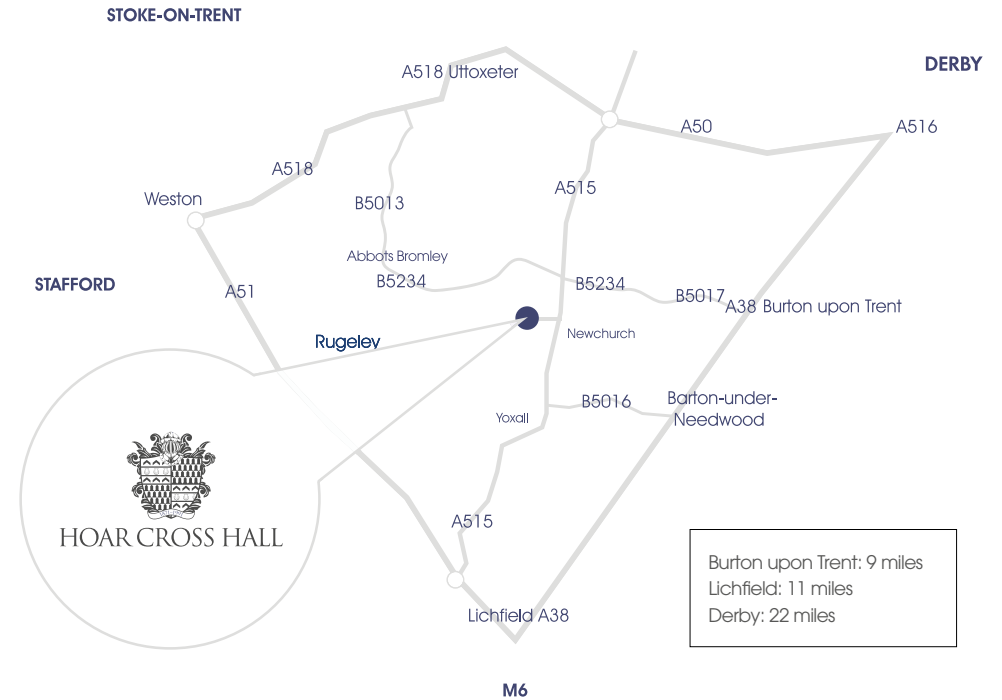 STOKE-ON-TRENT
DERBY
A518 Uttoxeter
A50
A516
A518
A515
Weston
B5013
Abbots Bromley
B5234
STAFFORD
A51
B5234
B5017
A38 Burton upon Trent
Rugeley
Newchurch
B5016
Barton-under-
Needwood
Yoxall
A515
HOAR CROSS HALL
Burton upon Trent: 9 miles
Lichfield: 11 miles
Derby: 22 miles
Lichfield A38
M6